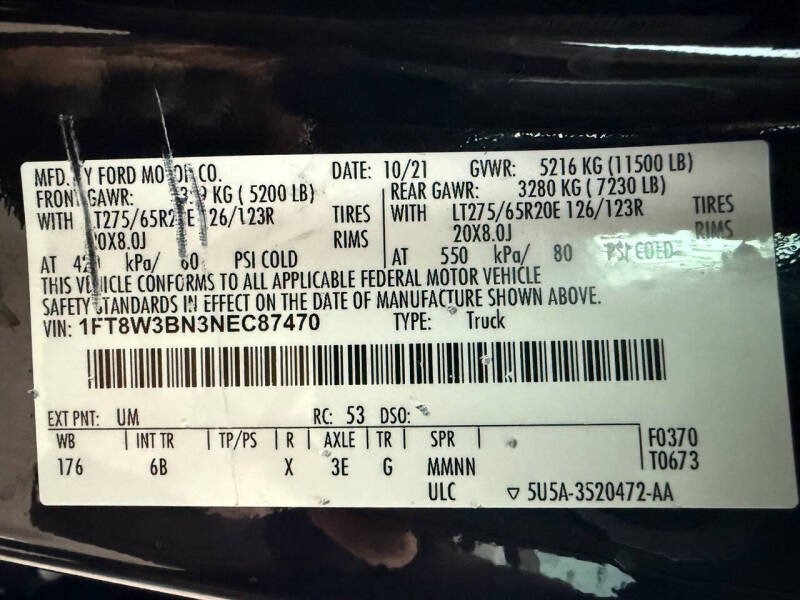 MFD. BY FORD MOTOR CO. DATE: 10/21 GVWR: 5216 KG (11500 LB)
FRONT GAWR: KG (5200 LB) REAR GAWR: 3280 KG (7230 LB)
WITH LT275/65R20E 126/123R TIRES WITH LT275/65R20E 126/123R TIRES
20X8.0J RIMS 20X8.0J RIMS
AT kPa/ 60 PSI COLD AT 550 kPa/ 80 PSI COLD
THIS VEHICLE CONFORMS TO ALL APPLICABLE FEDERAL MOTOR VEHICLE
SAFETY STANDARDS IN EFFECT ON THE DATE OF MANUFACTURE SHOWN ABOVE.
VIN: 1FT8W3BN3NEC87470 TYPE: Truck
EXT PNT: UM RC: 53 DSO:
WB INT TR TP/PS R AXLE TR SPR F0370
176 6B X 3E G MMNN T0673
ULC ▽ 5U5A-3520472-AA